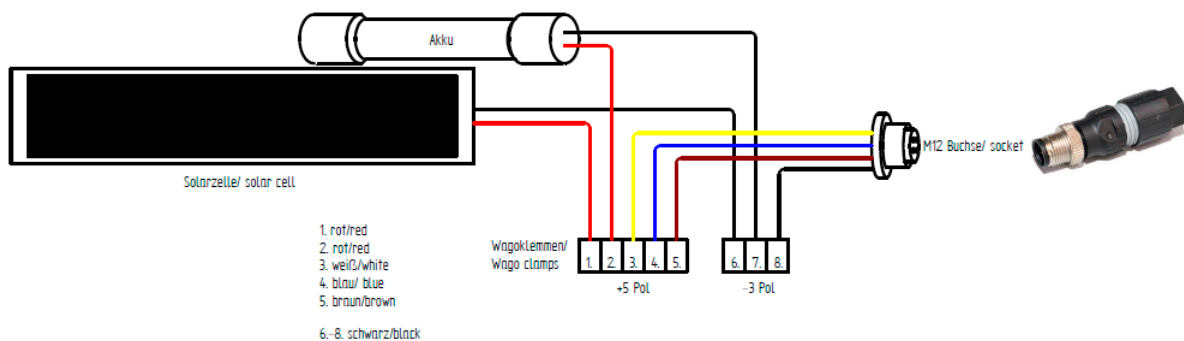 Akku
M12 Buchse/ socket
Solarzelle/ solar cell
1. rot/red
2. rot/red
3. weiß/white
4. blau/ blue
5. braun/brown
6.-8. schwarz/black
Wagoklemmen/
Wago clamps
1. 2. 3. 4. 5.
6. 7. 8.
+5 Pol
-3 Pol